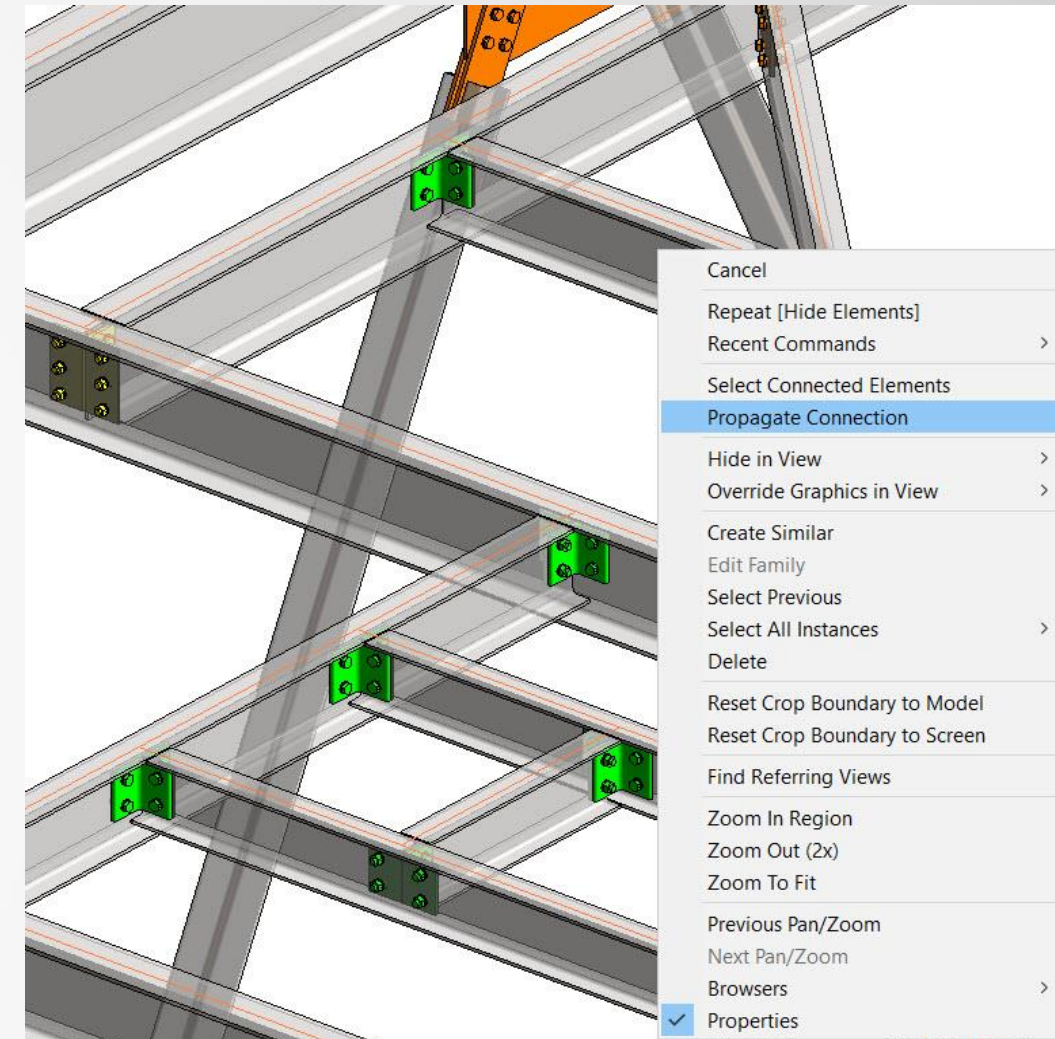 Cancel
Repeat [Hide Elements]
Recent Commands
Select Connected Elements
Propagate Connection
Hide in View
Override Graphics in View
Create Similar
Edit Family
Select Previous
Select All Instances
Delete
Reset Crop Boundary to Model
Reset Crop Boundary to Screen
Find Referring Views
Zoom In Region
Zoom Out (2x)
Zoom To Fit
Previous Pan/Zoom
Next Pan/Zoom
Browsers
Properties